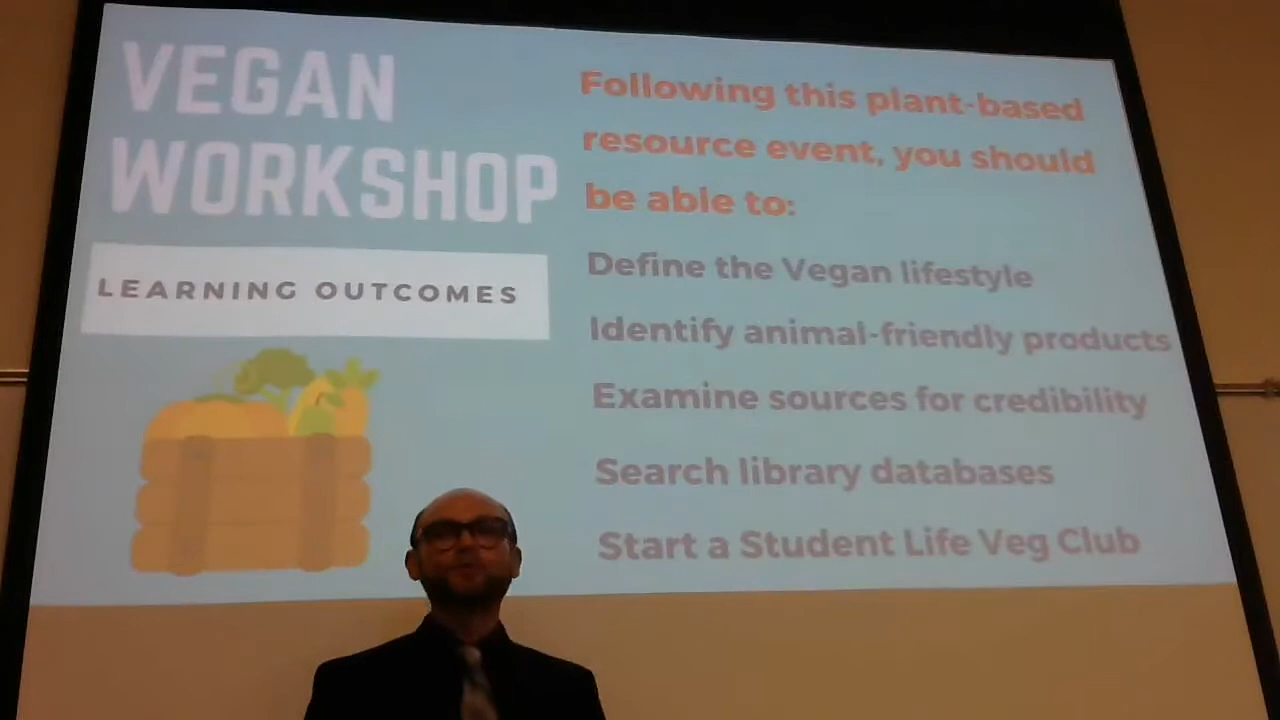 VEGAN
WORKSHOP
LEARNING OUTCOMES
Following this plant-based
resource event, you should
be able to:
Define the Vegan lifestyle
Identify animal-friendly products
Examine sources for credibility
Search library databases
Start a Student Life Veg Club